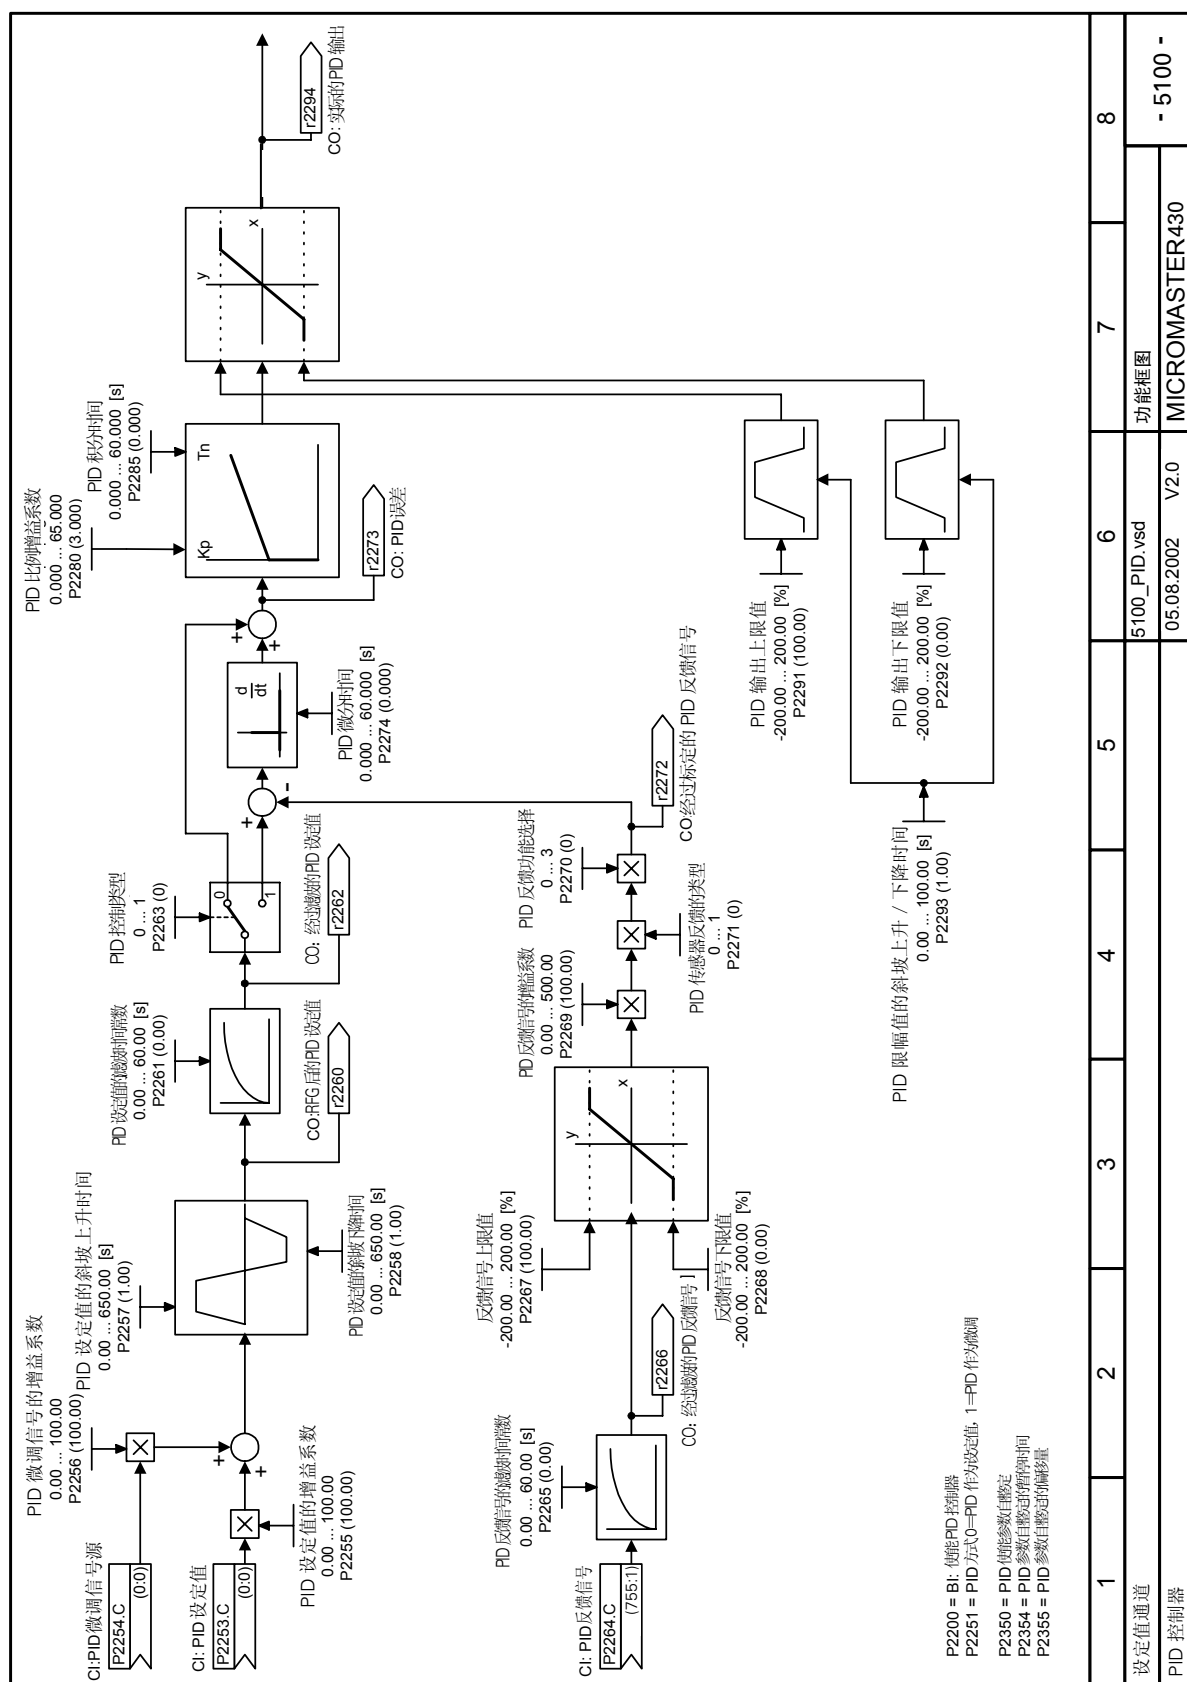 CI:PID微调信号源
P2254.C
(0:0)
PID 微调信号的增益系数
0.00 ... 100.00
P2256 (100.00)
CI: PID 设定值
P2253.C
(0:0)
PID 设定值的增益系数
0.00 ... 100.00
P2255 (100.00)
PID 设定值的斜坡上升时间
0.00 ... 650.00 [s]
P2257 (1.00)
PID 设定值的斜坡下降时间
0.00 ... 650.00 [s]
P2258 (1.00)
PID 设定值的滤波时间常数
0.00 ... 60.00 [s]
P2261 (0.00)
CO:RFG 后的PID 设定值
r2260
PID 控制类型
0 ... 1
P2263 (0)
0
1
CO: 经过滤波的PID 设定值
r2262
d
dt
PID 微分时间
0.000 ... 60.000 [s]
P2274 (0.000)
PID 比例增益系数
0.000 ... 65.000
P2280 (3.000)
PID 积分时间
0.000 ... 60.000 [s]
P2285 (0.000)
Kp
Tn
r2273
CO: PID 误差
y
x
r2294
CO: 实际的PID 输出
CI: PID反馈信号
P2264.C
(755:1)
PID 反馈信号的滤波时间常数
0.00 ... 60.00 [s]
P2265 (0.00)
r2266
CO: 经过滤波的PID 反馈信号 ]
反馈信号上限值
-200.00 ... 200.00 [%]
P2267 (100.00)
反馈信号下限值
-200.00 ... 200.00 [%]
P2268 (0.00)
y
x
PID 反馈信号的增益系数
0.00 ... 500.00
P2269 (100.00)
PID 传感器反馈的类型
0 ... 1
P2271 (0)
PID 反馈功能选择
0 ... 3
P2270 (0)
r2272
CO:经过标定的 PID 反馈信号
PID 输出上限值
-200.00 ... 200.00 [%]
P2291 (100.00)
PID 输出下限值
-200.00 ... 200.00 [%]
P2292 (0.00)
PID 限幅值的斜坡上升 / 下降时间
0.00 ... 100.00 [s]
P2293 (1.00)
P2200 = BI: 使能PID 控制器
P2251 = PID 方式0=PID 作为设定值, 1=PID 作为微调
P2350 = PID 使能参数自整定
P2354 = PID 参数自整定的暂停时间
P2355 = PID 参数自整定的偏移量
1
2
3
4
5
6
7
8
设定值通道
5100_PID.vsd
功能框图
- 5100 -
PID 控制器
05.08.2002
V2.0
MICROMASTER430